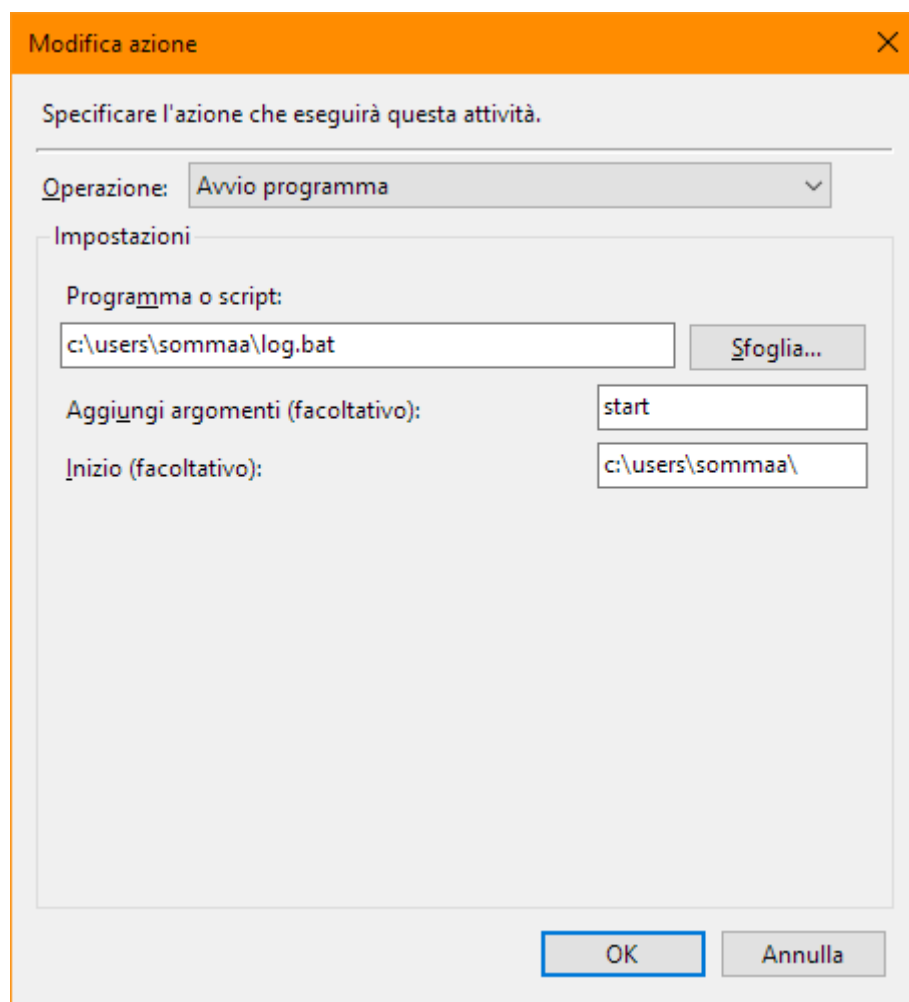 Modifica azione
Specificare l'azione che eseguirà questa attività.
Operazione: Avvio programma
Impostazioni
Programma o script:
c:\users\sommaa\log.bat Sfoglia...
Aggiungi argomenti (facoltativo): start
Inizio (facoltativo): c:\users\sommaa\
OK Annulla